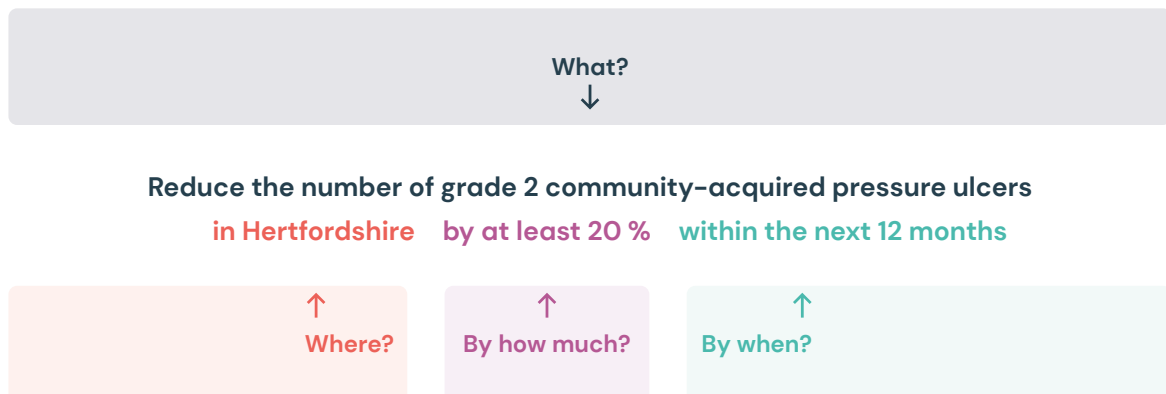 What?
↓
Reduce the number of grade 2 community-acquired pressure ulcers
in Hertfordshire by at least 20 % within the next 12 months
↑ ↑ ↑
Where? By how much? By when?